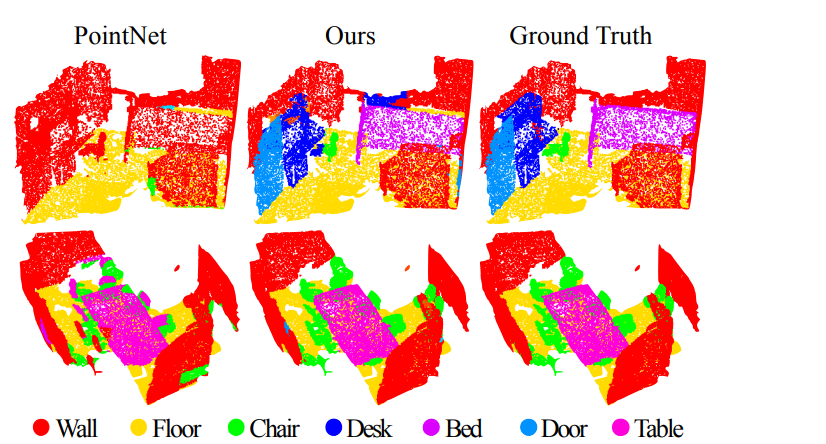 PointNet Ours Ground Truth
Wall Floor Chair Desk Bed Door Table